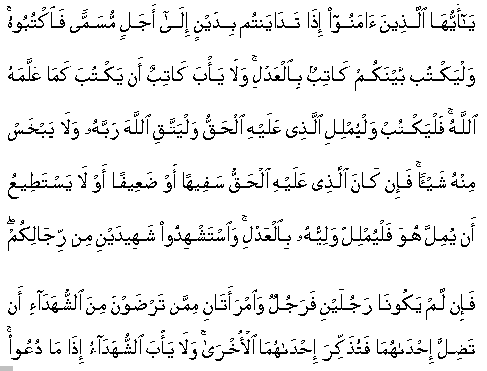 يَـٰٓأَيُّهَا ٱلَّذِينَ ءَامَنُوٓا۟ إِذَا تَدَايَنتُم بِدَيْنٍ إِلَىٰٓ أَجَلٍ مُّسَمًّى فَٱكْتُبُوهُ ۚ
وَلْيَكْتُب بَّيْنَكُمْ كَاتِبٌۢ بِٱلْعَدْلِ ۚ وَلَا يَأْبَ كَاتِبٌ أَن يَكْتُبَ كَمَا عَلَّمَهُ
ٱللَّهُ ۚ فَلْيَكْتُبْ وَلْيُمْلِلِ ٱلَّذِى عَلَيْهِ ٱلْحَقُّ وَلْيَتَّقِ ٱللَّهَ رَبَّهُۥ وَلَا يَبْخَسْ
مِنْهُ شَيْـًٔا ۚ فَإِن كَانَ ٱلَّذِى عَلَيْهِ ٱلْحَقُّ سَفِيهًا أَوْ ضَعِيفًا أَوْ لَا يَسْتَطِيعُ
أَن يُمِلَّ هُوَ فَلْيُمْلِلْ وَلِيُّهُۥ بِٱلْعَدْلِ ۚ وَٱسْتَشْهِدُوا۟ شَهِيدَيْنِ مِن رِّجَالِكُمْ ۖ
فَإِن لَّمْ يَكُونَا رَجُلَيْنِ فَرَجُلٌ وَٱمْرَأَتَانِ مِمَّن تَرْضَوْنَ مِنَ ٱلشُّهَدَآءِ أَن
تَضِلَّ إِحْدَىٰهُمَا فَتُذَكِّرَ إِحْدَىٰهُمَا ٱلْأُخْرَىٰ ۚ وَلَا يَأْبَ ٱلشُّهَدَآءُ إِذَا مَا دُعُوا۟ ۚ